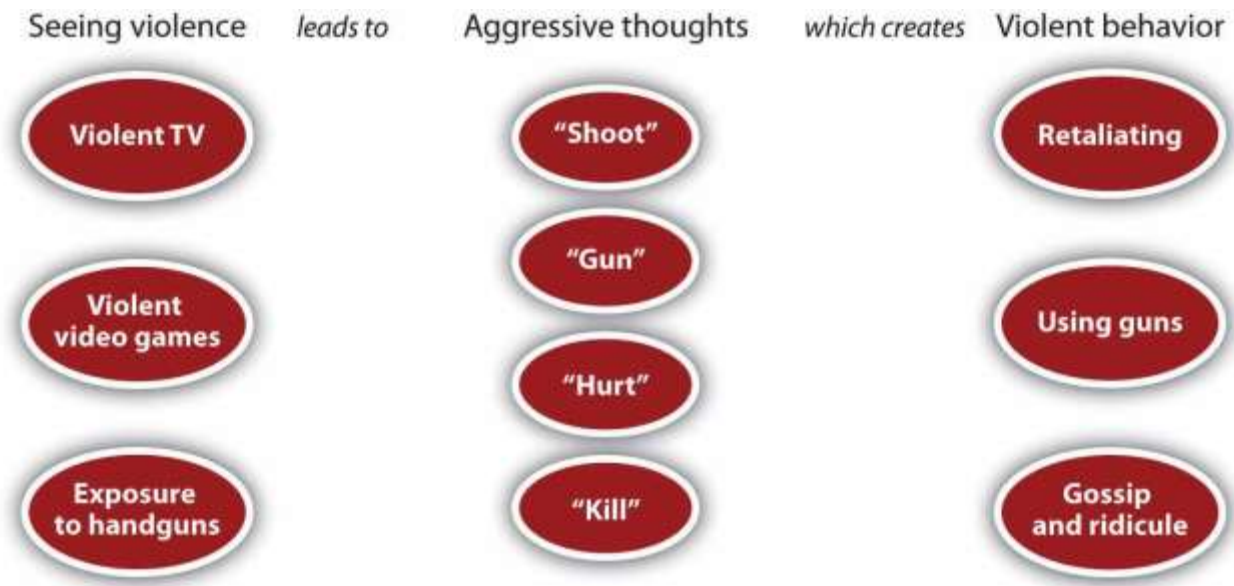 Seeing violence leads to Aggressive thoughts which creates Violent behavior
Violent TV
Violent
video games
Exposure
to handguns
“Shoot”
“Gun”
“Hurt”
“Kill”
Retaliating
Using guns
Gossip
and ridicule